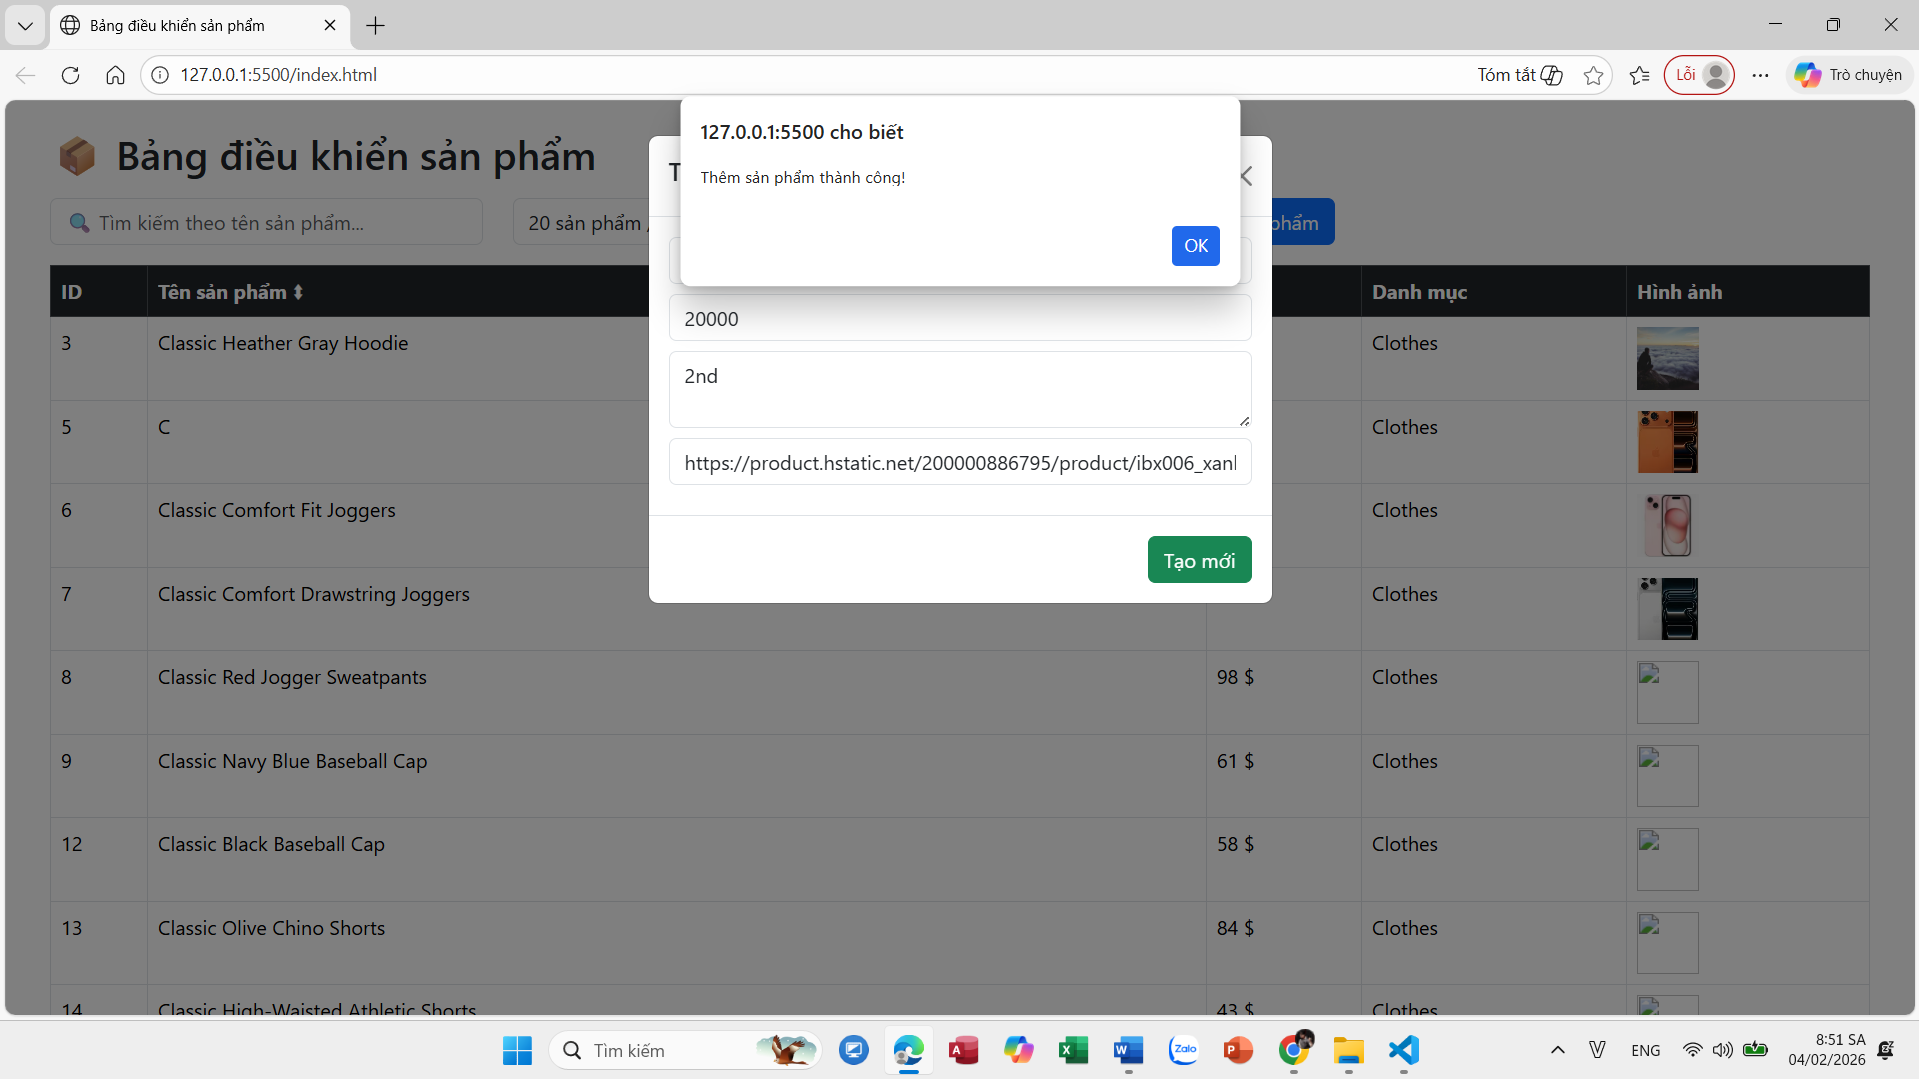 Bảng điều khiển sản phẩm
127.0.0.1:5500/index.html
Tóm tắt
Lỗi
Trò chuyện
127.0.0.1:5500 cho biết
Thêm sản phẩm thành công!
OK
📦 Bảng điều khiển sản phẩm
🔍 Tìm kiếm theo tên sản phẩm...
20 sản phẩm /
phẩm
T
20000
2nd
https://product.hstatic.net/200000886795/product/ibx006_xanl
Tạo mới
ID Tên sản phẩm ⬍ Danh mục Hình ảnh
3 Classic Heather Gray Hoodie Clothes
5 C Clothes
6 Classic Comfort Fit Joggers Clothes
7 Classic Comfort Drawstring Joggers Clothes
8 Classic Red Jogger Sweatpants 98 $ Clothes
9 Classic Navy Blue Baseball Cap 61 $ Clothes
12 Classic Black Baseball Cap 58 $ Clothes
13 Classic Olive Chino Shorts 84 $ Clothes
14 Classic High-Waisted Athletic Shorts 43 $ Clothes
Tìm kiếm
Zalo
ENG
8:51 SA
04/02/2026